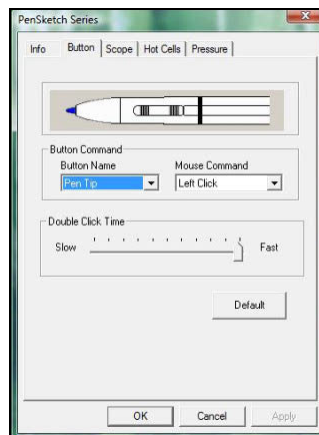 PenSketch Series
Info Button Scope Hot Cells Pressure
Button Command
Button Name Mouse Command
Pen Tip Left Click
Double Click Time
Slow Fast
Default
OK Cancel Apply